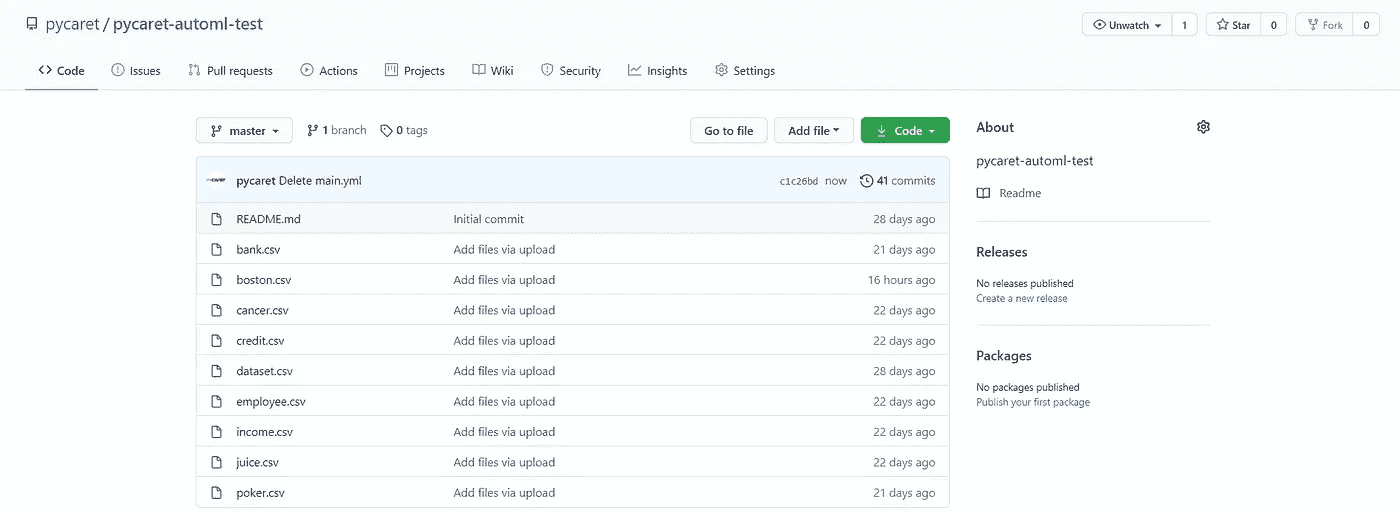 pycaret / pycaret-automl-test
Unwatch 1 Star 0 Fork 0
Code Issues Pull requests Actions Projects Wiki Security Insights Settings
master 1 branch 0 tags Go to file Add file Code
pycaret Delete main.yml c1c26bd now 41 commits
README.md Initial commit 28 days ago
bank.csv Add files via upload 21 days ago
boston.csv Add files via upload 16 hours ago
cancer.csv Add files via upload 22 days ago
credit.csv Add files via upload 22 days ago
dataset.csv Add files via upload 28 days ago
employee.csv Add files via upload 22 days ago
income.csv Add files via upload 22 days ago
juice.csv Add files via upload 22 days ago
poker.csv Add files via upload 21 days ago
About
pycaret-automl-test
Readme
Releases
No releases published
Create a new release
Packages
No packages published
Publish your first package